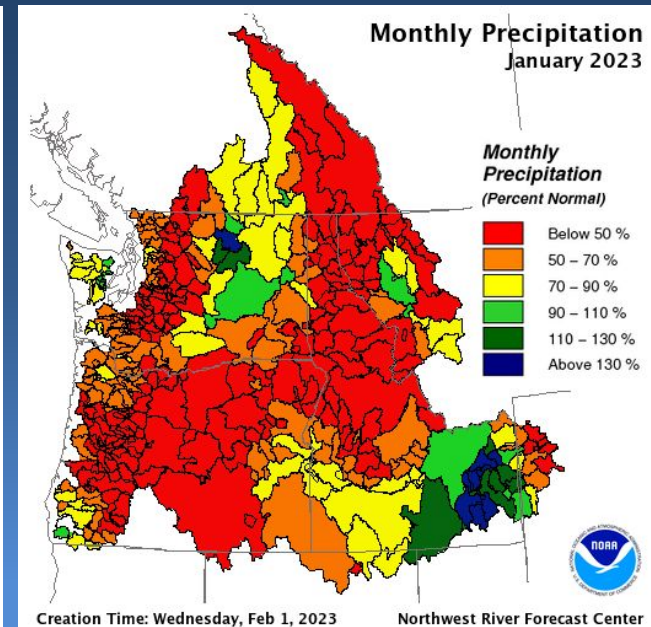 Monthly Precipitation
January 2023
Monthly
Precipitation
(Percent Normal)
Below 50 %
50 – 70 %
70 – 90 %
90 – 110 %
110 – 130 %
Above 130 %
NOAA
Creation Time: Wednesday, Feb 1, 2023
Northwest River Forecast Center